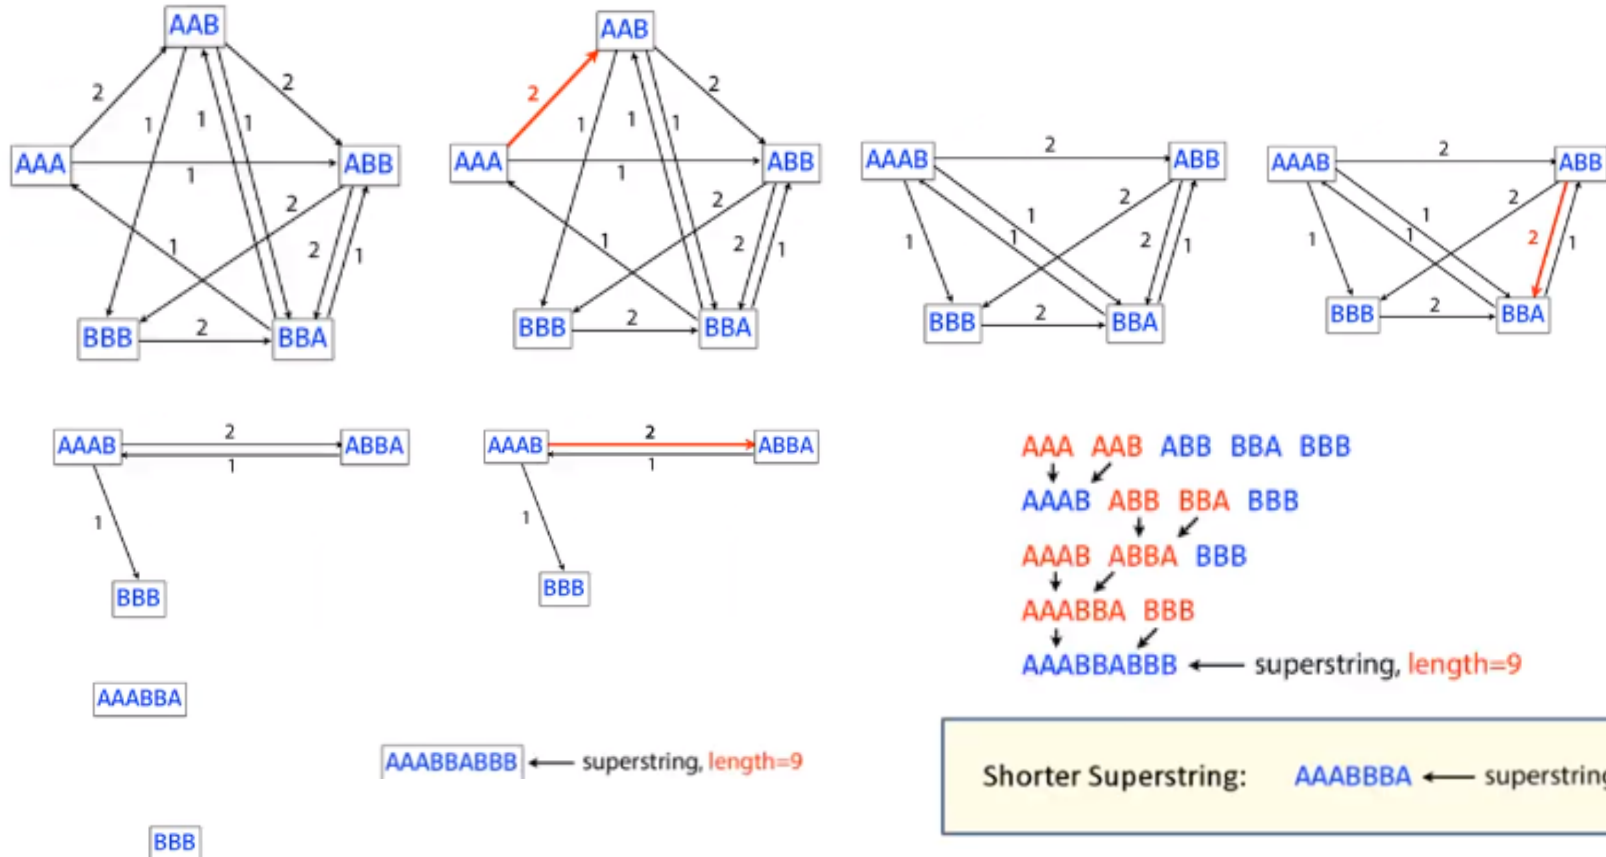 AAB
2
2
1
1
1
AAA
ABB
1
2
1
2
1
BBB
2
BBA
AAB
2
2
1
1
1
AAA
ABB
1
2
1
2
1
BBB
2
BBA
AAAB
2
ABB
2
1
1
1
2
1
BBB
2
BBA
AAAB
2
ABB
2
1
1
1
2
1
BBB
2
BBA
AAAB
2
ABBA
1
1
BBB
AAAB
2
ABBA
1
1
BBB
AAABBA
BBB
AAABBABBB superstring, length=9
AAA AAB ABB BBA BBB
AAAB ABB BBA BBB
AAAB ABBA BBB
AAABBA BBB
AAABBABBB superstring, length=9
Shorter Superstring: AAABBBA superstring